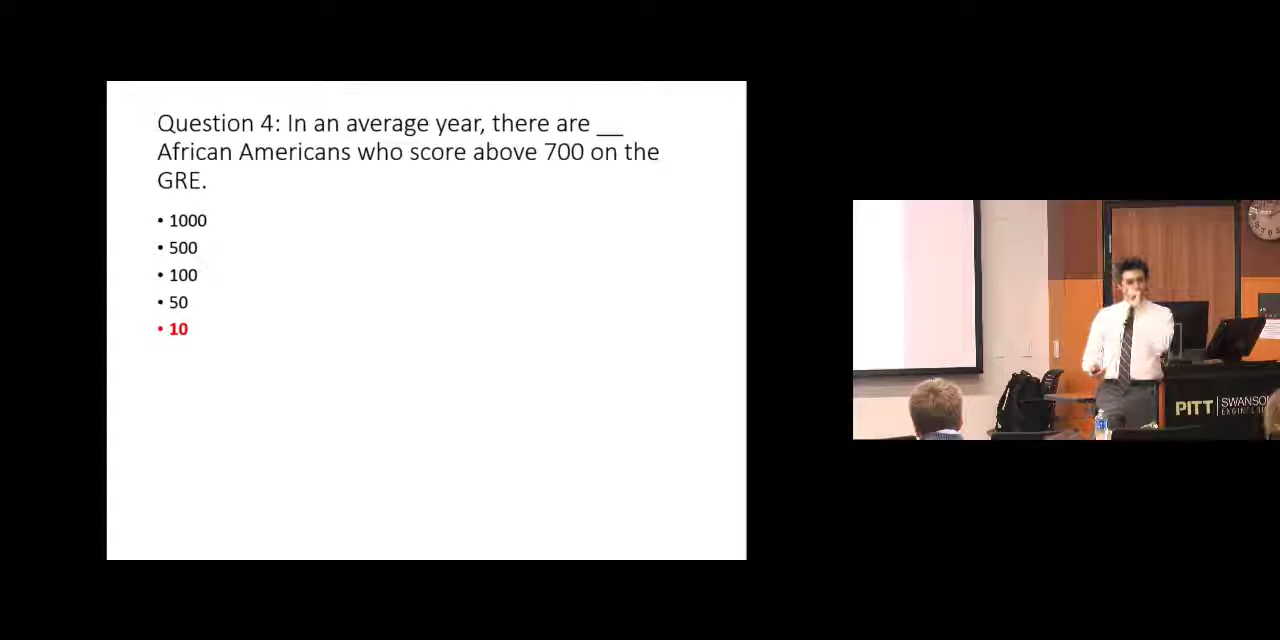 Question 4: In an average year, there are __
African Americans who score above 700 on the
GRE.
• 1000
• 500
• 100
• 50
• 10
PITT SWANSON